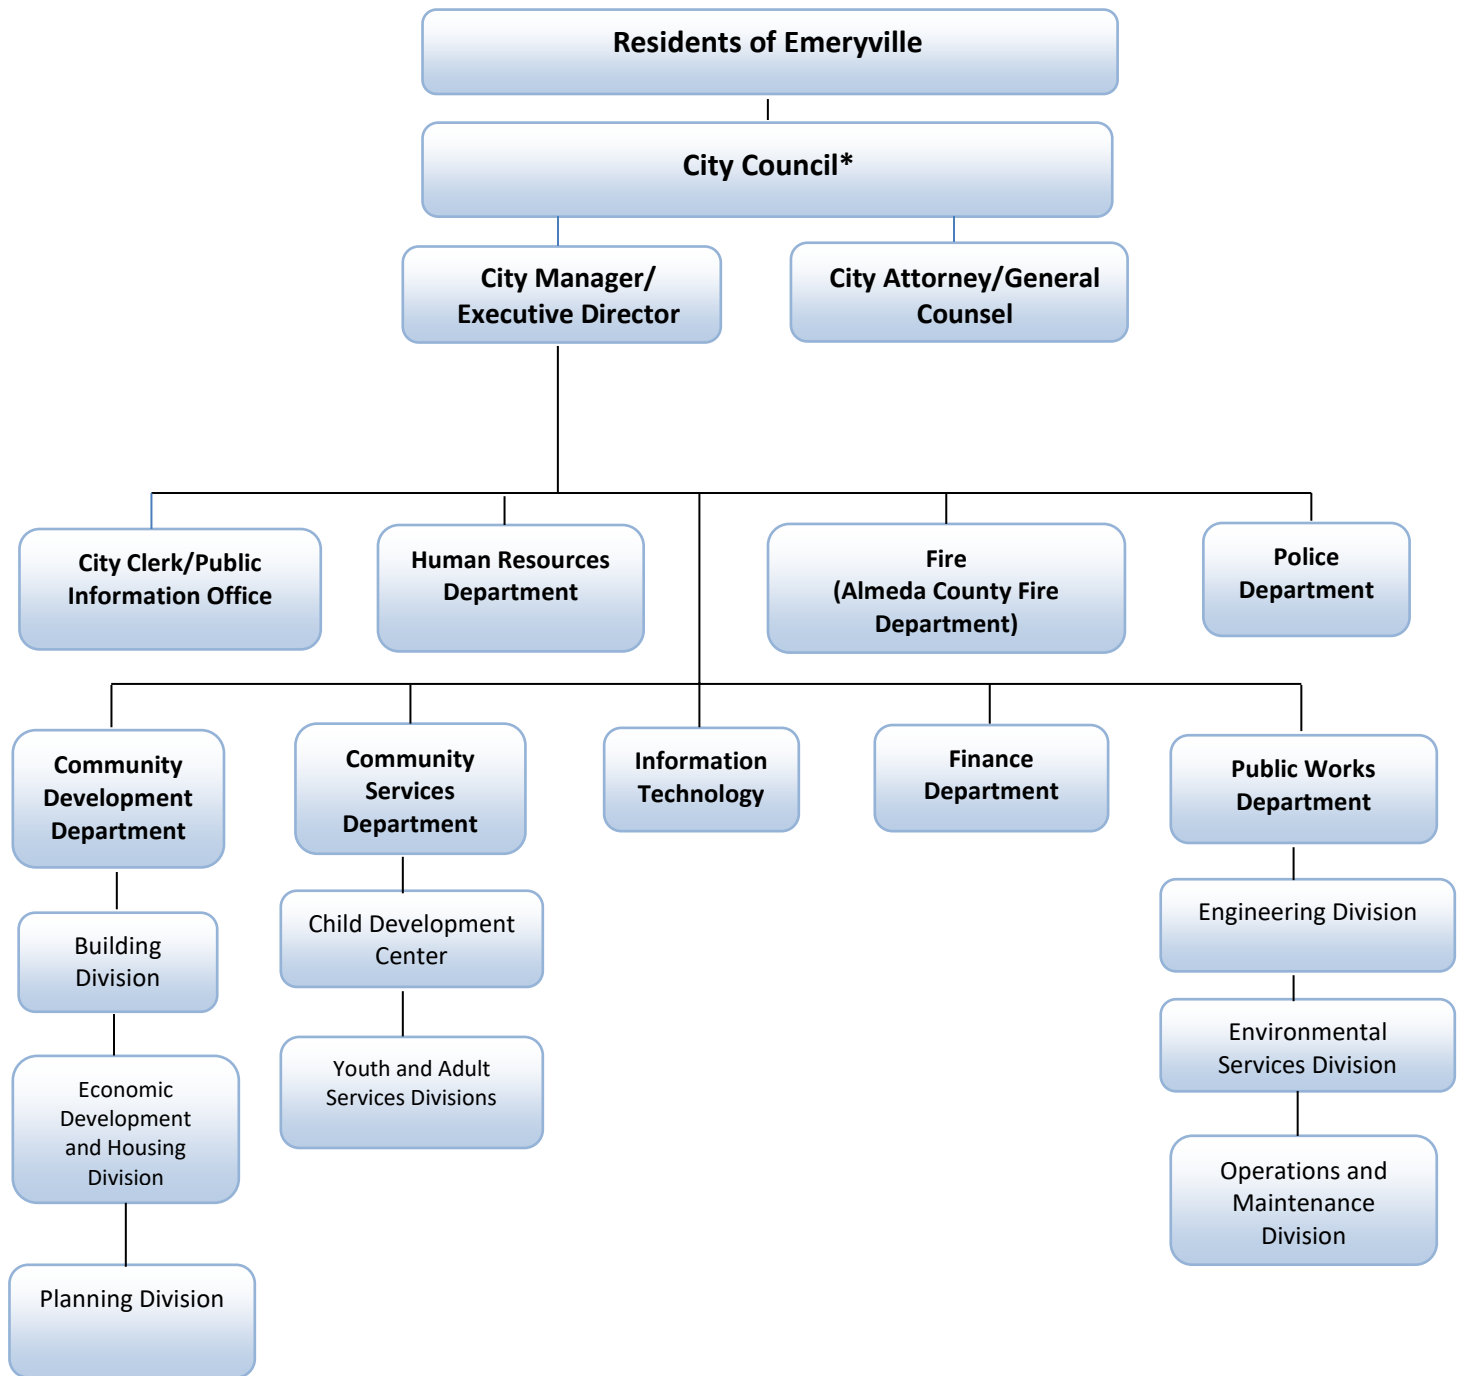 Residents of Emeryville
City Council*
City Manager/
Executive Director
City Attorney/General
Counsel
City Clerk/Public
Information Office
Human Resources
Department
Fire
(Almeda County Fire
Department)
Police
Department
Community
Development
Department
Community
Services
Department
Information
Technology
Finance
Department
Public Works
Department
Building
Division
Economic
Development
and Housing
Division
Planning Division
Child Development
Center
Youth and Adult
Services Divisions
Engineering Division
Environmental
Services Division
Operations and
Maintenance
Division